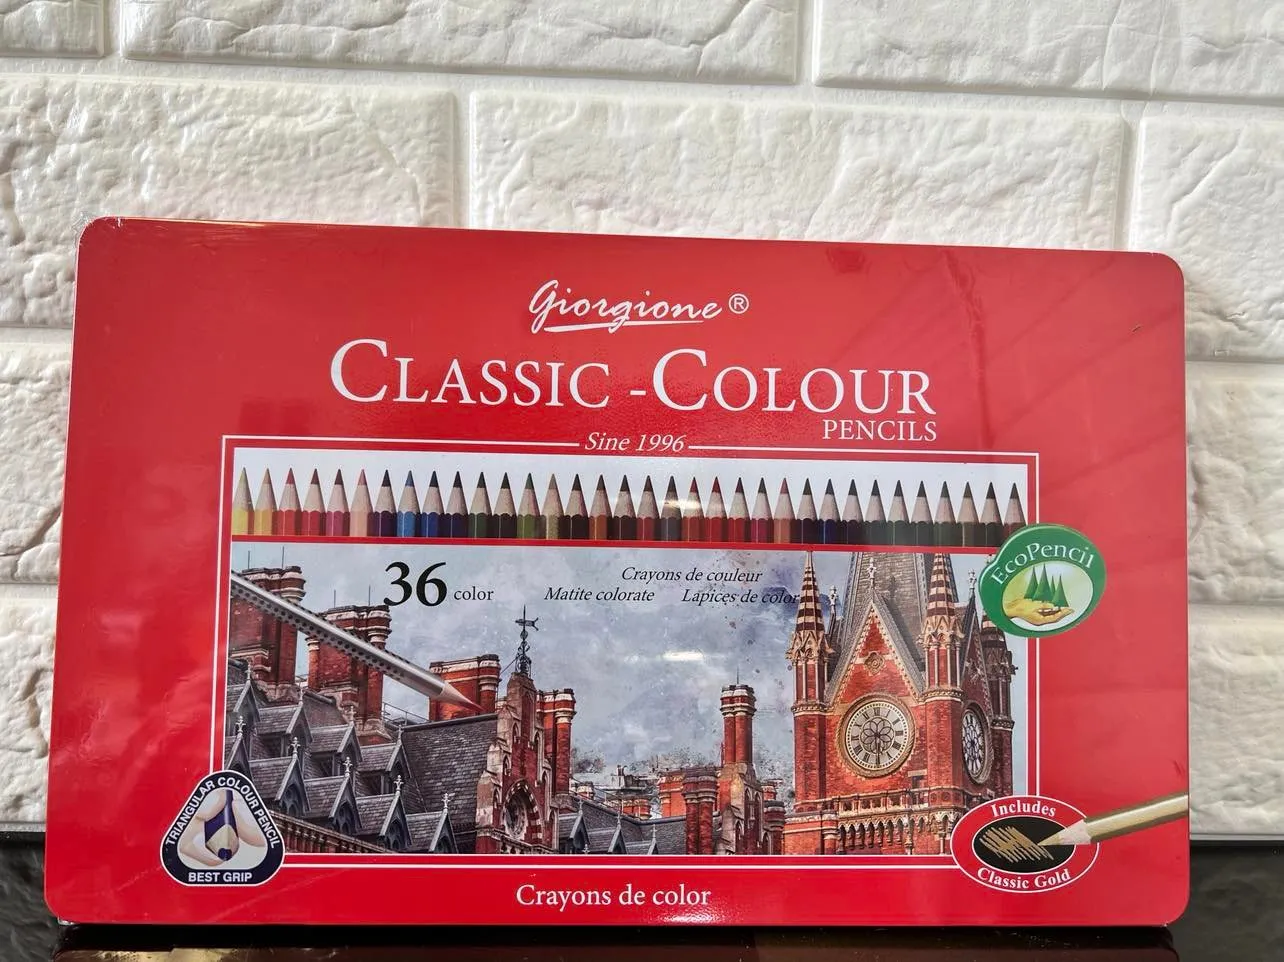 Giorgione®
CLASSIC -COLOUR
PENCILS
Sine 1996
36 color
Crayons de couleur
Matite colorate Lapices de color
EcoPencil
TRIANGULAR COLOUR PENCIL
BEST GRIP
Includes
Classic Gold
Crayons de color